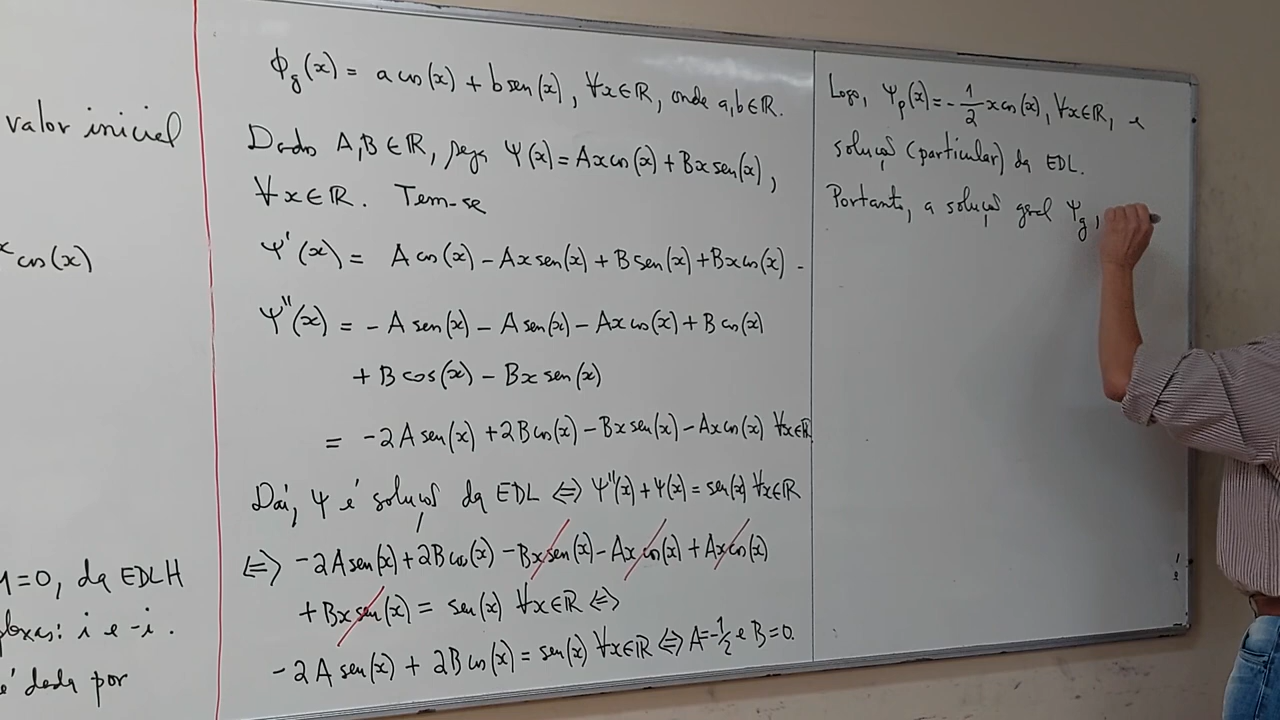 valor inicial
x cos(x)
1=0, da EDLH
plexas: i e -i.
é dada por
ϕg(x) = a cos(x) + b sen(x), ∀x∈ℝ, onde a,b∈ℝ.
Dados A,B∈ℝ, seja Ψ(x) = Axcos(x) + Bx sen(x),
∀x∈ℝ. Tem-se
Ψ'(x) = A cos(x) - Ax sen(x) + B sen(x) + Bx cos(x) -
Ψ''(x) = - A sen(x) - A sen(x) - Ax cos(x) + B cos(x)
+ B cos(x) - Bx sen(x)
= -2A sen(x) + 2B cos(x) - Bx sen(x) - Ax cos(x) ∀x∈ℝ
Daí, Ψ é solução da EDL ⇔ Ψ''(x) + Ψ(x) = sen(x) ∀x∈ℝ
⇔ -2A sen(x) + 2B cos(x) - Bx sen(x) - Ax cos(x) + Ax cos(x)
+ Bx sen(x) = sen(x) ∀x∈ℝ ⇔
-2A sen(x) + 2B cos(x) = sen(x) ∀x∈ℝ ⇔ A=-1/2 e B=0.
Logo, Ψp(x) = -1/2 x cos(x), ∀x∈ℝ, e
solução (particular) da EDL.
Portanto, a solução geral Ψg,